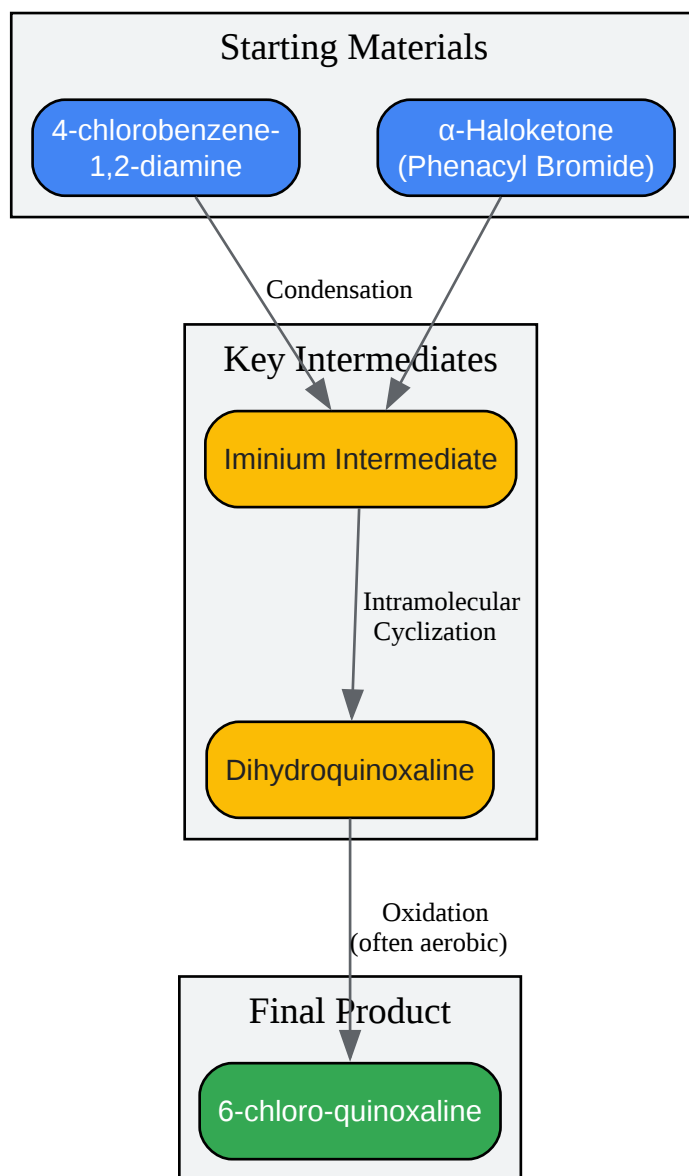 Starting Materials
4-chlorobenzene-
1,2-diamine
α-Haloketone
(Phenacyl Bromide)
Condensation
Key Intermediates
Iminium Intermediate
Intramolecular
Cyclization
Dihydroquinoxaline
Oxidation
(often aerobic)
Final Product
6-chloro-quinoxaline